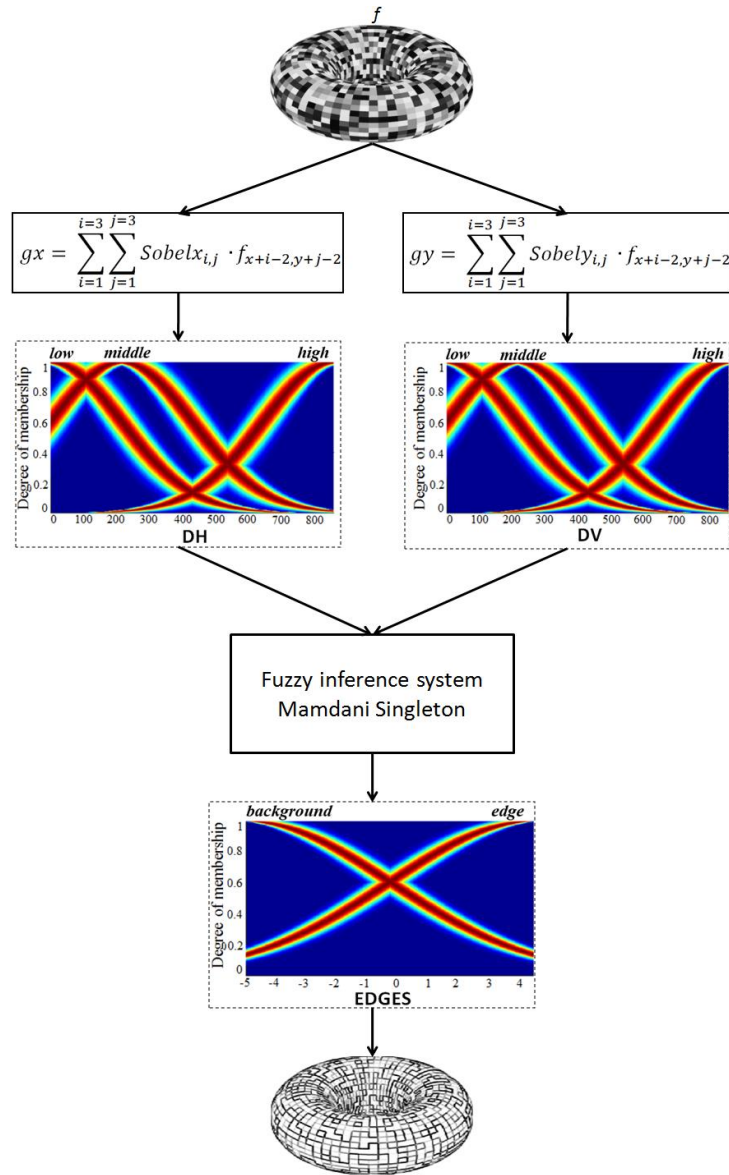 f
i=3 j=3
gx = ∑ ∑ Sobelx i,j · f x+i−2,y+j−2
i=1 j=1
i=3 j=3
gy = ∑ ∑ Sobely i,j · f x+i−2,y+j−2
i=1 j=1
low middle high
Degree of membership
1
0.8
0.6
0.4
0.2
0
0 100 200 300 400 500 600 700 800
DH
low middle high
Degree of membership
1
0.8
0.6
0.4
0.2
0
0 100 200 300 400 500 600 700 800
DV
Fuzzy inference system
Mamdani Singleton
background edge
Degree of membership
1
0.8
0.6
0.4
0.2
0
-5 -4 -3 -2 -1 0 1 2 3 4
EDGES